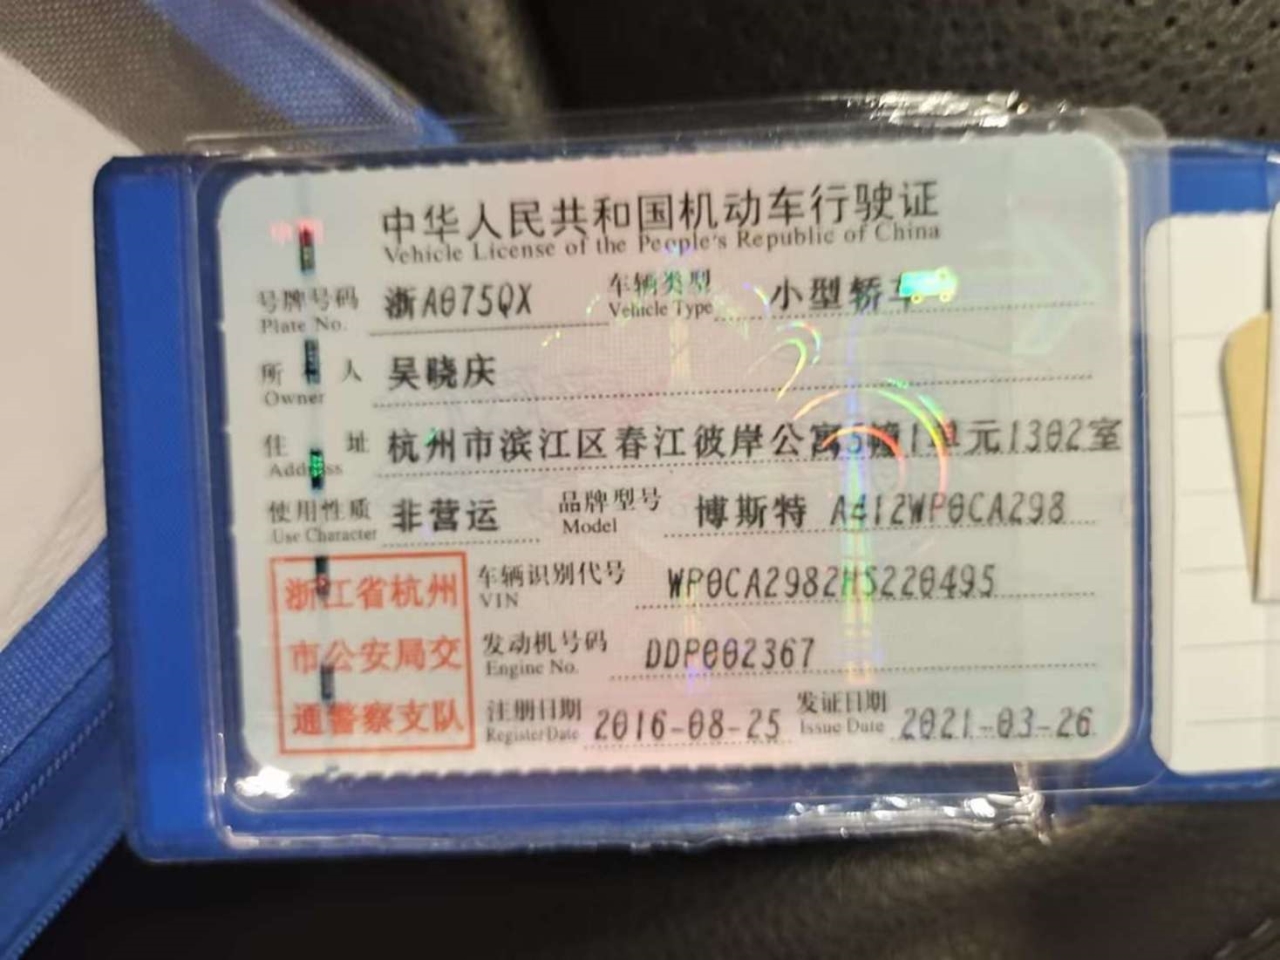 中华人民共和国机动车行驶证
Vehicle License of the People's Republic of China
号牌号码 浙A075QX 车辆类型 小型轿车
Plate No. Vehicle Type
所 人 吴晓庆
Owner
住 址 杭州市滨江区春江彼岸公寓5幢1单元1302室
Address
使用性质 非营运 品牌型号 博斯特 A412WP0CA298
Use Character Model
浙江省杭州 车辆识别代号 WP0CA2982HS220495
VIN
市公安局交 发动机号码 DDP002367
Engine No.
通警察支队 注册日期 2016-08-25 发证日期 2021-03-26
Register Date Issue Date